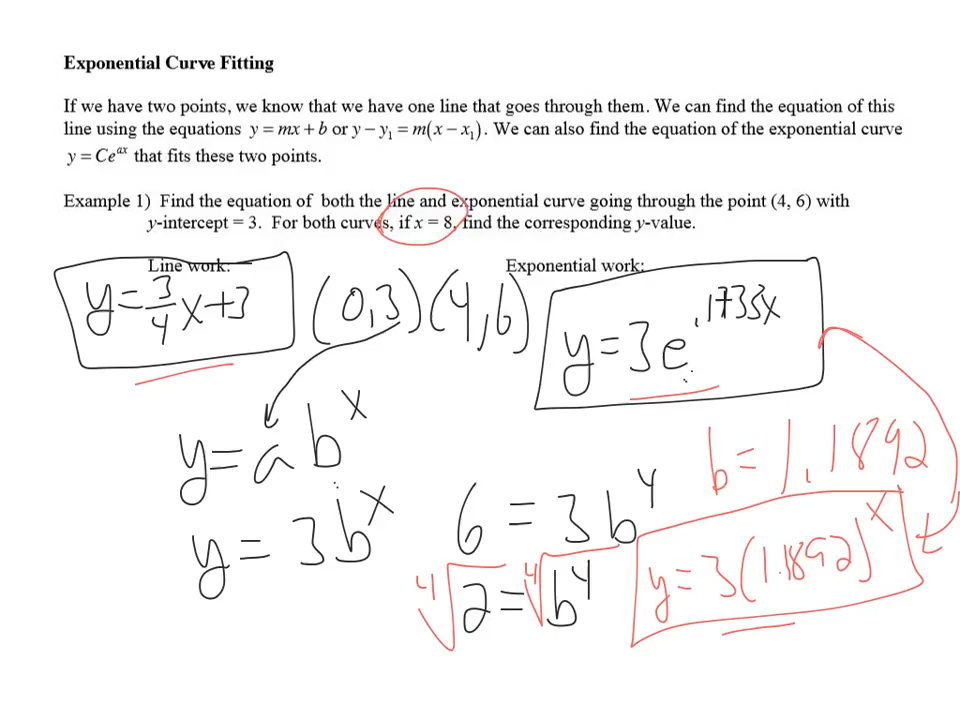 Exponential Curve Fitting
If we have two points, we know that we have one line that goes through them. We can find the equation of this
line using the equations y = mx + b or y − y₁ = m(x − x₁). We can also find the equation of the exponential curve
y = Ce^{ax} that fits these two points.
Example 1) Find the equation of both the line and exponential curve going through the point (4, 6) with
y-intercept = 3. For both curves, if x = 8, find the corresponding y-value.
Line work:
Exponential work:
y = 3/4 x + 3
(0,3) (4,6)
y = 3e^{.1733x}
y = ab^x
y = 3b^x
6 = 3b^4
∜2 = ∜b^4
b = 1.1892
y = 3(1.1892)^x
t